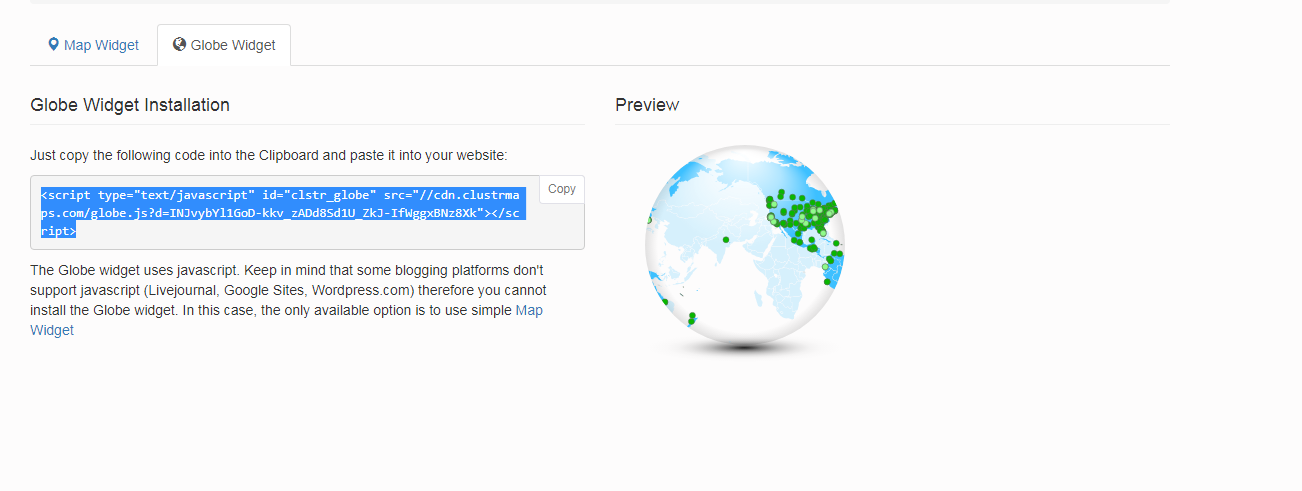 Map Widget
Globe Widget
Globe Widget Installation
Preview
Just copy the following code into the Clipboard and paste it into your website:
Copy
<script type="text/javascript" id="clstr_globe" src="//cdn.clustrma
ps.com/globe.js?d=INJvybYl1GoD-kkv_zADd8Sd1U_ZkJ-IfWggxBNz8Xk"></sc
ript>
The Globe widget uses javascript. Keep in mind that some blogging platforms don't
support javascript (Livejournal, Google Sites, Wordpress.com) therefore you cannot
install the Globe widget. In this case, the only available option is to use simple Map
Widget